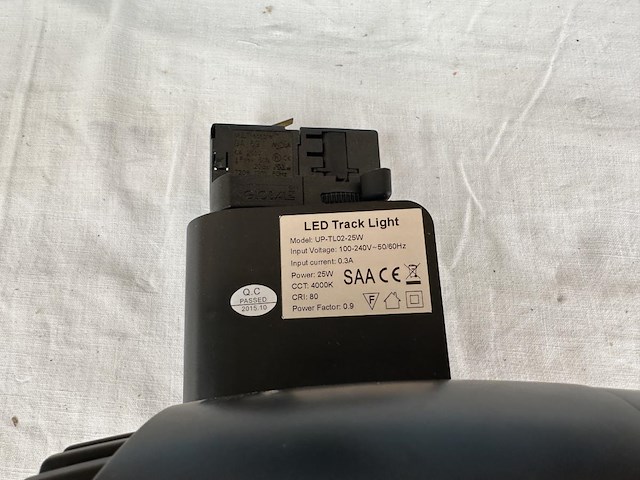 LED Track Light
Model: UP-TL02-25W
Input Voltage: 100-240V~50/60Hz
Input current: 0.3A
Power: 25W
CCT: 4000K
CRI: 80
Power Factor: 0.9
SAA CE
F
Q.C
PASSED
2015.10